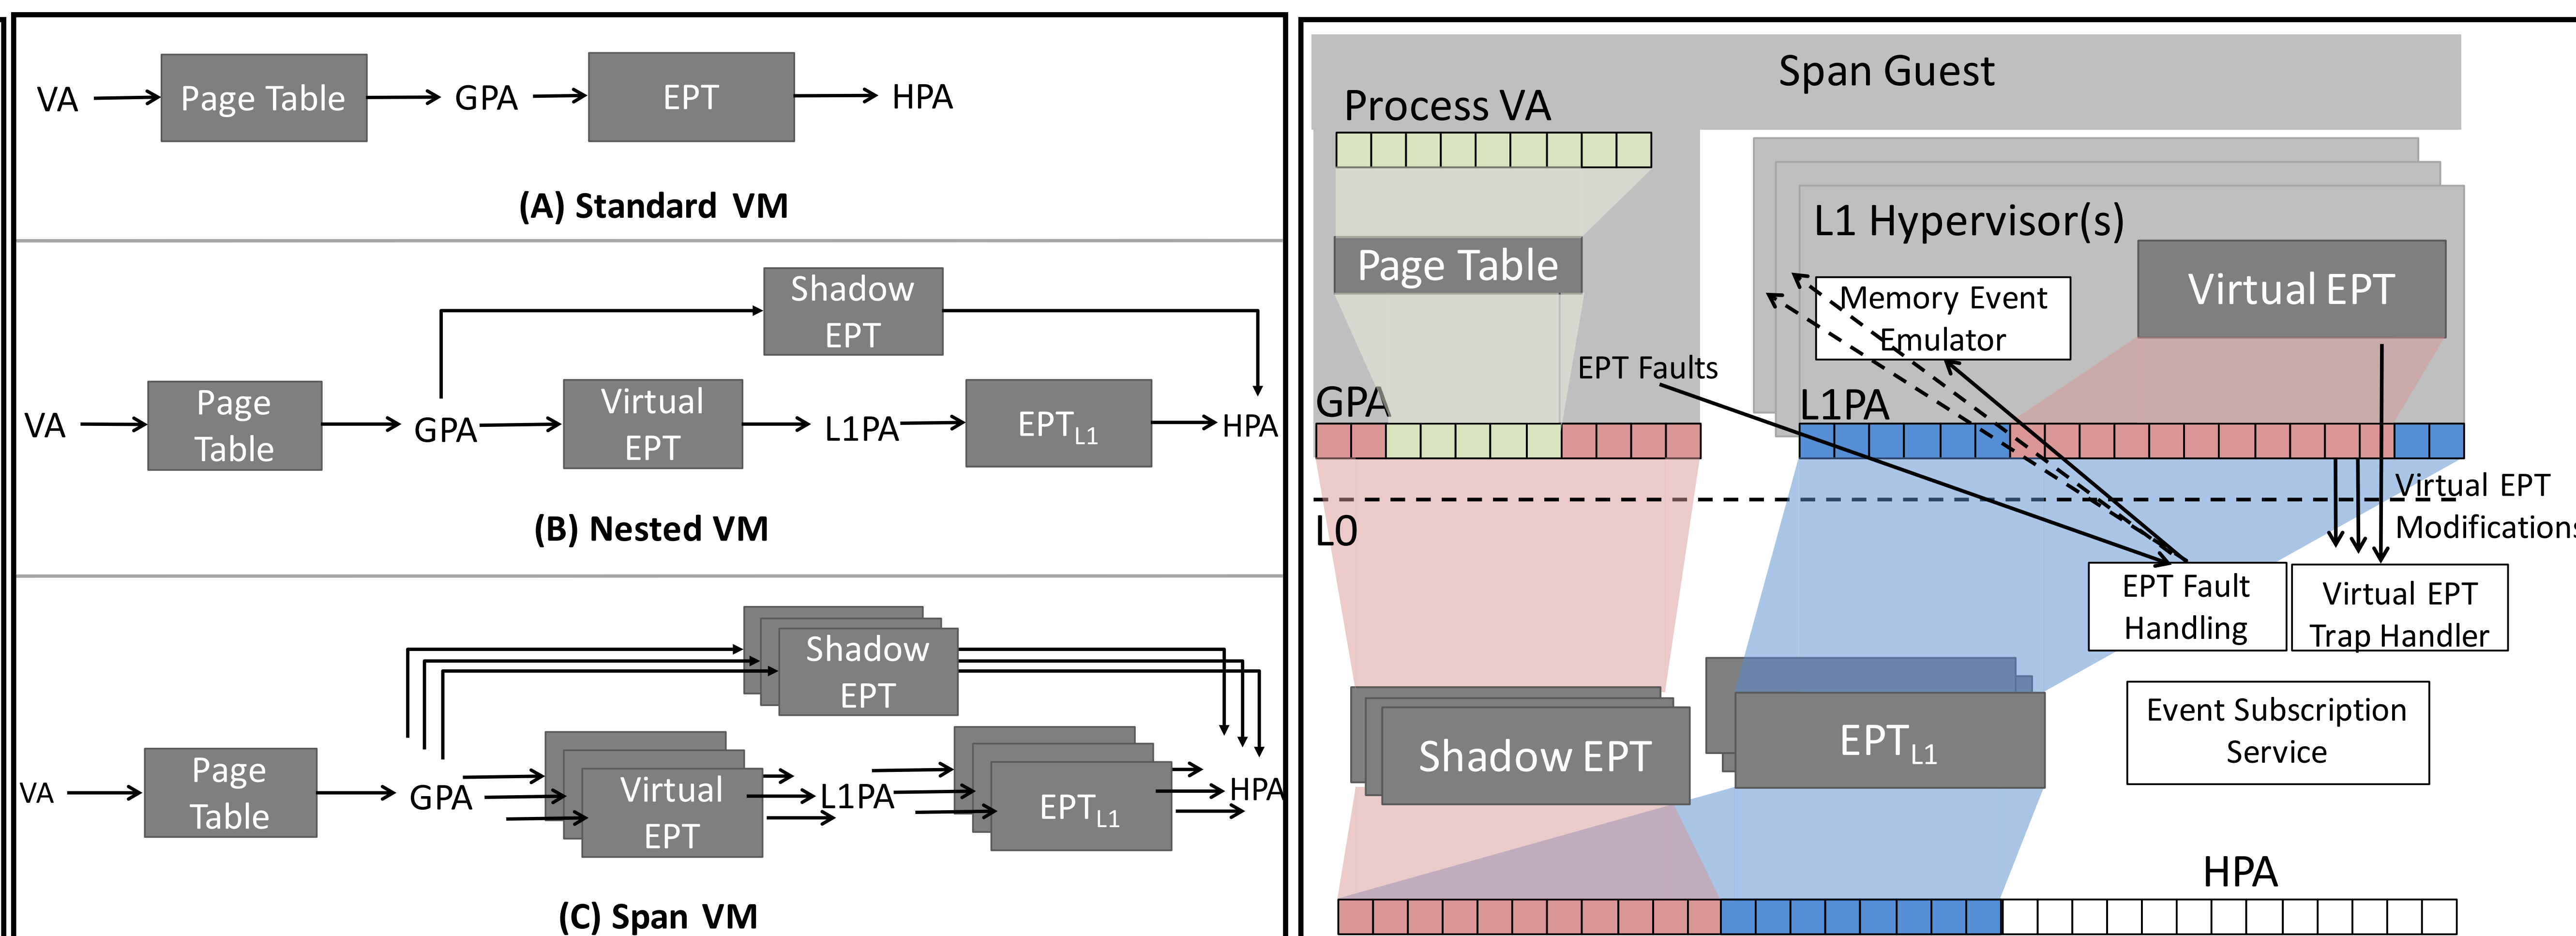 VA
Page Table
GPA
EPT
HPA
(A) Standard VM
Shadow
EPT
VA
Page
Table
GPA
Virtual
EPT
L1PA
EPTL1
HPA
(B) Nested VM
Shadow
EPT
VA
Page
Table
GPA
Virtual
EPT
L1PA
EPTL1
HPA
(C) Span VM
Span Guest
Process VA
Page Table
GPA
EPT Faults
L1 Hypervisor(s)
Memory Event
Emulator
Virtual EPT
L1PA
L0
Virtual EPT
Modifications
EPT Fault
Handling
Virtual EPT
Trap Handler
Shadow EPT
EPTL1
Event Subscription
Service
HPA